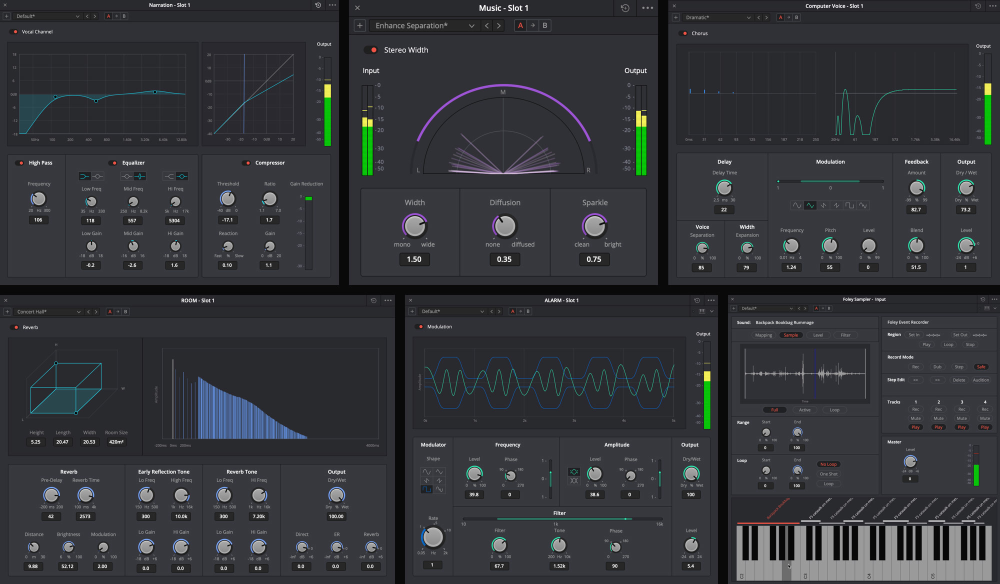 Narration - Slot 1
Default*
A
B
Vocal Channel
Output
18
12
6
0dB
-6
-12
-18
50Hz 100 200 400 800 1.60k 3.20k 6.40k 12.80k
20
10
0dB
-10
-20
-30
-40
-30 -20 -10 0dB 10 20
0
-5
-10
-15
-20
-30
-40
-50
High Pass
Equalizer
Compressor
Frequency
Low Freq
Mid Freq
Hi Freq
Threshold
Ratio
Gain Reduction
20 Hz 300
35 Hz 330
250 Hz 8.2k
5k Hz 17k
-40 dB 0
1.1 7.0
106
118
557
5304
-17.1
1.7
Low Gain
Mid Gain
Hi Gain
Reaction
Gain
-18 dB 18
-16 dB 16
-18 dB 18
Fast % Slow
0 dB 20
-0.2
-2.6
1.6
0.10
1.1
0
-5
-10
-15
-20
-30
Music - Slot 1
Enhance Separation*
A
B
Stereo Width
Input
Output
0
-5
-10
-15
-20
-30
-40
-50
M
L
R
0
-5
-10
-15
-20
-30
-40
-50
Width
Diffusion
Sparkle
mono wide
none diffused
clean bright
1.50
0.35
0.75
Computer Voice - Slot 1
Dramatic*
A
B
Chorus
Output
0ms 31 62 93 125 156 187 218 250
20Hz 61 187 573 1.76k 5.38k 16.46k
0
-5
-10
-15
-20
-30
-40
-50
Delay
Modulation
Feedback
Output
Delay Time
Amount
Dry / Wet
1 0 1
2.5 ms 30
-99 % 99
Dry % Wet
22
82.7
73.2
Voice
Width
Separation
Expansion
Frequency
Pitch
Level
Blend
Level
0
0 % 100
0 % 100
0.01 Hz 4
0 % 100
0 % 99
0 % 100
-24 dB +6
85
79
1.24
55
0
51.5
1
ROOM - Slot 1
Concert Hall*
A
B
Reverb
H
W
L
Height
Length
Width
Room Size
5.25
20.47
20.53
420m²
Amplitude
-200ms 0ms 200ms 4000ms
Reverb
Early Reflection Tone
Reverb Tone
Output
Pre-Delay
Reverb Time
Lo Freq
High Freq
Lo Freq
Hi Freq
Dry/Wet
-200 ms 200
100 ms 4k
150 Hz 500
1k Hz 16k
150 Hz 500
1k Hz 16k
Dry % Wet
42
2573
300
10.0k
300
7.20k
100.00
Distance
Brightness
Modulation
Lo Gain
Hi Gain
Lo Gain
Hi Gain
Direct
ER
Reverb
0
0
0
0 m 30
6 % 100
0 % 100
-18 dB +6
-18 dB +6
-18 dB +6
-18 dB +6
-inf dB +6
-inf dB +6
-inf dB +6
9.88
52.12
2.00
0.0
0.0
0.0
0.0
0.0
0.0
0.0
ALARM - Slot 1
Default*
A
B
Modulation
Output
Amplitude
0s 1s 2s 3s 4s 5s
0
-5
-10
-15
-20
-30
-40
-50
Modulator
Frequency
Amplitude
Output
Shape
Level
Phase
Level
Phase
Dry/Wet
90 180
90 180
1
0
1
1
0
1
0 % 100
0 270
0 % 100
0 270
Dry % Wet
39.8
0
38.6
0
100
Filter
10 1k 16k
Rate
1 5 10
0.05 Hz 2k
1
Filter
Tone
Phase
Level
90 180
0 % 100
200 Hz 10k
0 270
-24 dB 24
67.7
1.52k
90
5.4
Foley Sampler - Input
Default*
A
B
Sound: Backpack Bookbag Rummage
Mapping
Sample
Level
Filter
Time
Full
Active
Loop
Range
Start
End
0 % 100
0 % 100
0
100
Loop
Start
End
0 % 100
0 % 100
0
100
No Loop
One Shot
Loop
Foley Event Recorder
Region
Set In --:--:--:--
Set Out --:--:--:--
Play
Loop
Stop
Record Mode
Rec
Dub
Step
Safe
Step Edit
<<
>>
Delete
Audition
Tracks 1 2 3 4
Rec Rec Rec Rec
Mute Mute Mute Mute
Play Play Play Play
Master
Level
-24 dB +6
0
0
-5
-10
-15
-20
-30
-40
-50
Backpack Bookbag
FS catwalk on met
FS catwalk on met
FS catwalk on met
FS catwalk on met
FS catwalk on met
FS catwalk on met
C2
C3
C4
C5